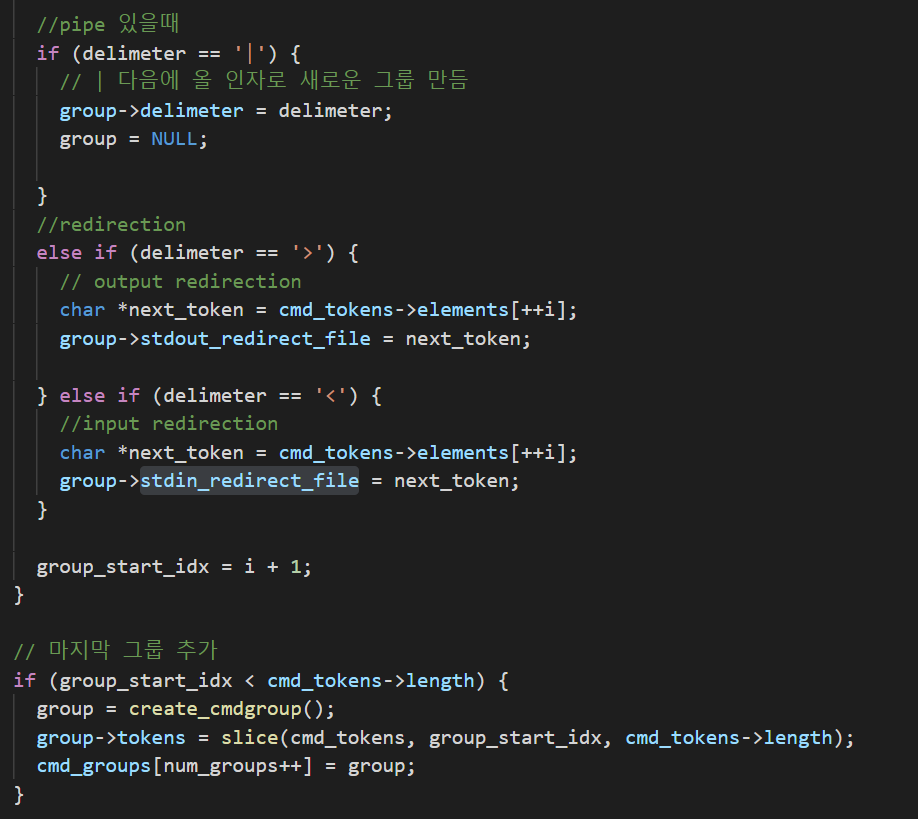 //pipe 있을때
if (delimeter == '|') {
// | 다음에 올 인자로 새로운 그룹 만듬
group->delimeter = delimeter;
group = NULL;
}
//redirection
else if (delimeter == '>') {
// output redirection
char *next_token = cmd_tokens->elements[++i];
group->stdout_redirect_file = next_token;
} else if (delimeter == '<') {
//input redirection
char *next_token = cmd_tokens->elements[++i];
group->stdin_redirect_file = next_token;
}
group_start_idx = i + 1;
}
// 마지막 그룹 추가
if (group_start_idx < cmd_tokens->length) {
group = create_cmdgroup();
group->tokens = slice(cmd_tokens, group_start_idx, cmd_tokens->length);
cmd_groups[num_groups++] = group;
}